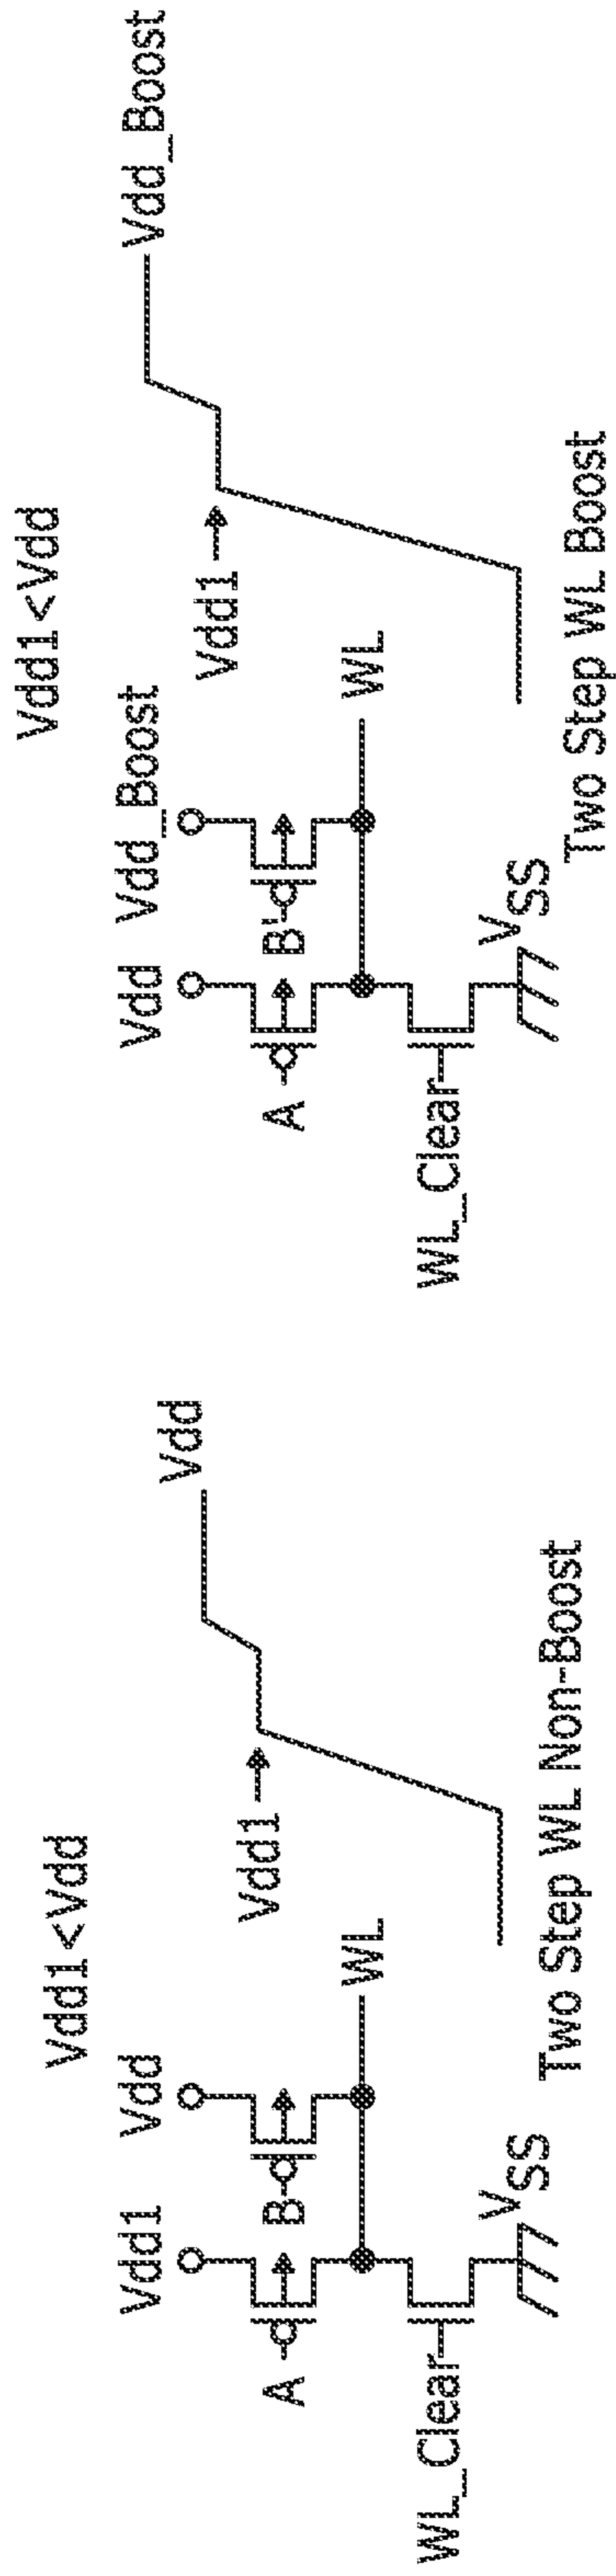 Vdd1<Vdd
Vdd1
Vdd
Vdd
A
B
Vdd1
WL
WL_Clear
VSS
Two Step WL Non-Boost
Vdd1<Vdd
Vdd
Vdd_Boost
Vdd_Boost
A
B'
Vdd1
WL
WL_Clear
VSS
Two Step WL Boost